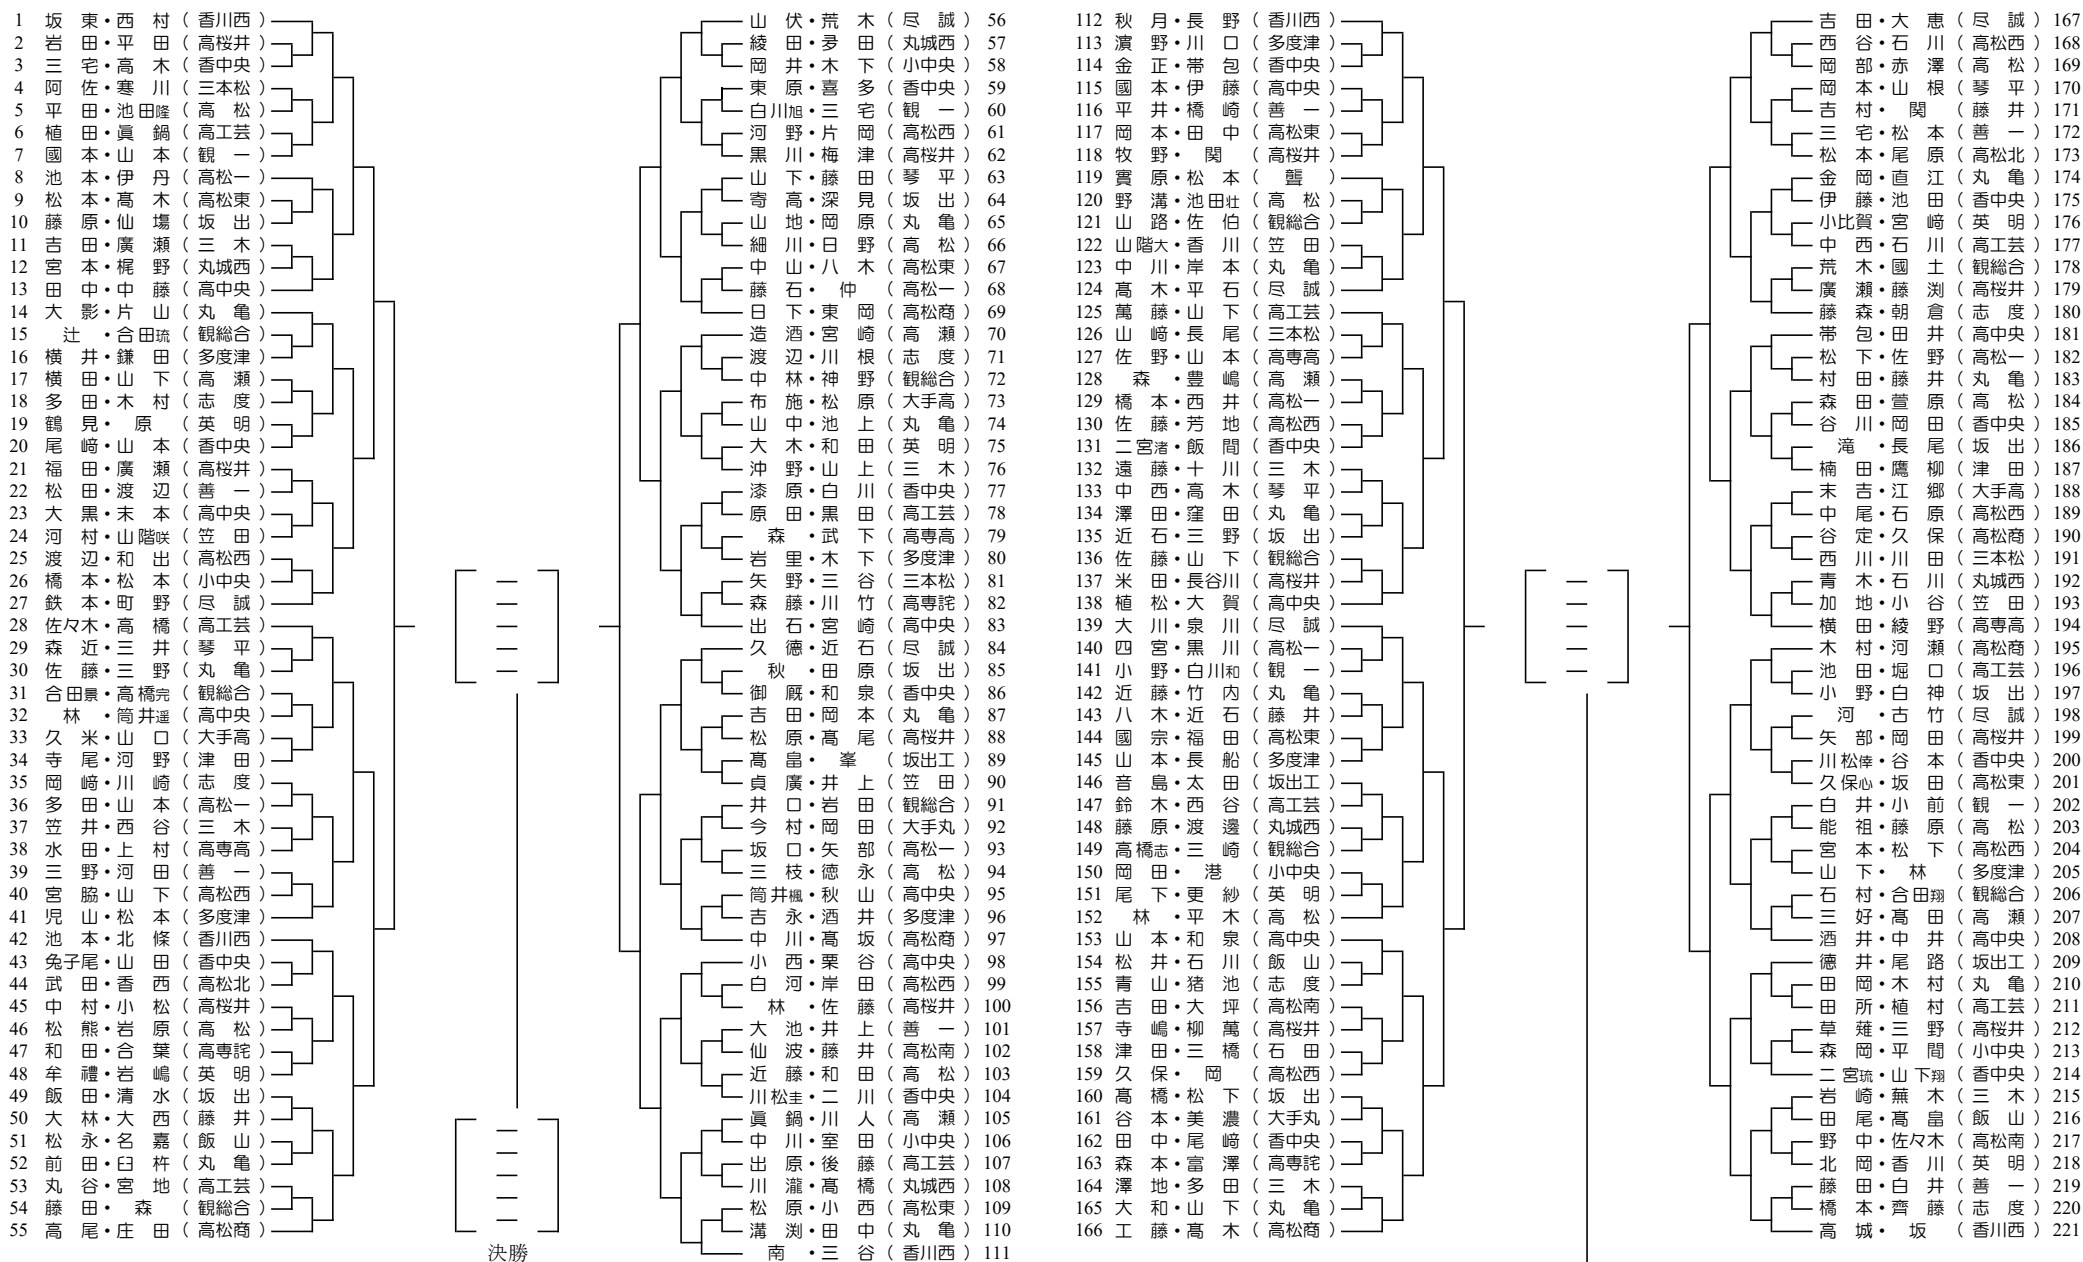 1 坂東・西村（香川西）
2 岩田・平田（高桜井）
3 三宅・高木（香中央）
4 阿佐・寒川（三本松）
5 平田・池田隆（高松）
6 植田・眞鍋（高工芸）
7 國本・山本（観一）
8 池本・伊丹（高松一）
9 松本・髙木（高松東）
10 藤原・仙塲（坂出）
11 吉田・廣瀬（三木）
12 宮本・梶野（丸城西）
13 田中・中藤（高中央）
14 大影・片山（丸亀）
15 辻・合田琉（観総合）
16 横井・鎌田（多度津）
17 横田・山下（高瀬）
18 多田・木村（志度）
19 鶴見・原（英明）
20 尾﨑・山本（香中央）
21 福田・廣瀬（高桜井）
22 松田・渡辺（善一）
23 大黒・末本（高中央）
24 河村・山階咲（笠田）
25 渡辺・和出（高松西）
26 橋本・松本（小中央）
27 鉄本・町野（尽誠）
28 佐々木・高橋（高工芸）
29 森近・三井（琴平）
30 佐藤・三野（丸亀）
31 合田景・高橋完（観総合）
32 林・筒井遥（高中央）
33 久米・山口（大手高）
34 寺尾・河野（津田）
35 岡﨑・川崎（志度）
36 多田・山本（高松一）
37 笠井・西谷（三木）
38 水田・上村（高専高）
39 三野・河田（善一）
40 宮脇・山下（高松西）
41 児山・松本（多度津）
42 池本・北條（香川西）
43 兔子尾・山田（香中央）
44 武田・香西（高松北）
45 中村・小松（高桜井）
46 松熊・岩原（高松）
47 和田・合葉（高専詫）
48 牟禮・岩嶋（英明）
49 飯田・清水（坂出）
50 大林・大西（藤井）
51 松永・名嘉（飯山）
52 前田・臼杵（丸亀）
53 丸谷・宮地（高工芸）
54 藤田・森（観総合）
55 高尾・庄田（高松商）
決勝
山伏・荒木（尽誠）56
綾田・夛田（丸城西）57
岡井・木下（小中央）58
東原・喜多（香中央）59
白川旭・三宅（観一）60
河野・片岡（高松西）61
黒川・梅津（高桜井）62
山下・藤田（琴平）63
寄高・深見（坂出）64
山地・岡原（丸亀）65
細川・日野（高松）66
中山・八木（高松東）67
藤石・仲（高松一）68
日下・東岡（高松商）69
造酒・宮崎（高瀬）70
渡辺・川根（志度）71
中林・神野（観総合）72
布施・松原（大手高）73
山中・池上（丸亀）74
大木・和田（英明）75
沖野・山上（三木）76
漆原・白川（香中央）77
原田・黒田（高工芸）78
森・武下（高専高）79
岩里・木下（多度津）80
矢野・三谷（三本松）81
森藤・川竹（高専詫）82
出石・宮崎（高中央）83
久徳・近石（尽誠）84
秋・田原（坂出）85
御厩・和泉（香中央）86
吉田・岡本（丸亀）87
松原・髙尾（高桜井）88
髙畠・峯（坂出工）89
貞廣・井上（笠田）90
井口・岩田（観総合）91
今村・岡田（大手丸）92
坂口・矢部（高松一）93
三枝・徳永（高松）94
筒井楓・秋山（高中央）95
吉永・酒井（多度津）96
中川・髙坂（高松商）97
小西・栗谷（高中央）98
白河・岸田（高松西）99
林・佐藤（高桜井）100
大池・井上（善一）101
仙波・藤井（高松南）102
近藤・和田（高松）103
川松圭・二川（香中央）104
眞鍋・川人（高瀬）105
中川・室田（小中央）106
出原・後藤（高工芸）107
川瀧・髙橋（丸城西）108
松原・小西（高松東）109
溝渕・田中（丸亀）110
南・三谷（香川西）111
112 秋月・長野（香川西）
113 濵野・川口（多度津）
114 金正・帯包（香中央）
115 國本・伊藤（高中央）
116 平井・橋崎（善一）
117 岡本・田中（高松東）
118 牧野・関（高桜井）
119 實原・松本（聾）
120 野溝・池田壮（高松）
121 山路・佐伯（観総合）
122 山階大・香川（笠田）
123 中川・岸本（丸亀）
124 髙木・平石（尽誠）
125 萬藤・山下（高工芸）
126 山﨑・長尾（三本松）
127 佐野・山本（高専高）
128 森・豊嶋（高瀬）
129 橋本・西井（高松一）
130 佐藤・芳地（高松西）
131 二宮渚・飯間（香中央）
132 遠藤・十川（三木）
133 中西・高木（琴平）
134 澤田・窪田（丸亀）
135 近石・三野（坂出）
136 佐藤・山下（観総合）
137 米田・長谷川（高桜井）
138 植松・大賀（高中央）
139 大川・泉川（尽誠）
140 四宮・黒川（高松一）
141 小野・白川和（観一）
142 近藤・竹内（丸亀）
143 八木・近石（藤井）
144 國宗・福田（高松東）
145 山本・長船（多度津）
146 音島・太田（坂出工）
147 鈴木・西谷（高工芸）
148 藤原・渡邊（丸城西）
149 高橋志・三崎（観総合）
150 岡田・港（小中央）
151 尾下・更紗（英明）
152 林・平木（高松）
153 山本・和泉（高中央）
154 松井・石川（飯山）
155 青山・猪池（志度）
156 吉田・大坪（高松南）
157 寺嶋・柳萬（高桜井）
158 津田・三橋（石田）
159 久保・岡（高松西）
160 髙橋・松下（坂出）
161 谷本・美濃（大手丸）
162 田中・尾﨑（香中央）
163 森本・富澤（高専詫）
164 澤地・多田（三木）
165 大和・山下（丸亀）
166 工藤・髙木（高松商）
吉田・大恵（尽誠）167
西谷・石川（高松西）168
岡部・赤澤（高松）169
岡本・山根（琴平）170
吉村・関（藤井）171
三宅・松本（善一）172
松本・尾原（高松北）173
金岡・直江（丸亀）174
伊藤・池田（香中央）175
小比賀・宮﨑（英明）176
中西・石川（高工芸）177
荒木・國土（観総合）178
廣瀬・藤渕（高桜井）179
藤森・朝倉（志度）180
帯包・田井（高中央）181
松下・佐野（高松一）182
村田・藤井（丸亀）183
森田・萱原（高松）184
谷川・岡田（香中央）185
滝・長尾（坂出）186
楠田・鷹柳（津田）187
末吉・江郷（大手高）188
中尾・石原（高松西）189
谷定・久保（高松商）190
西川・川田（三本松）191
青木・石川（丸城西）192
加地・小谷（笠田）193
横田・綾野（高専高）194
木村・河瀬（高松商）195
池田・堀口（高工芸）196
小野・白神（坂出）197
河・古竹（尽誠）198
矢部・岡田（高桜井）199
川松倖・谷本（香中央）200
久保心・坂田（高松東）201
白井・小前（観一）202
能祖・藤原（高松）203
宮本・松下（高松西）204
山下・林（多度津）205
石村・合田翔（観総合）206
三好・髙田（高瀬）207
酒井・中井（高中央）208
德井・尾路（坂出工）209
田岡・木村（丸亀）210
田所・植村（高工芸）211
草薙・三野（高桜井）212
森岡・平間（小中央）213
二宮琉・山下翔（香中央）214
岩崎・蕪木（三木）215
田尾・髙畠（飯山）216
野中・佐々木（高松南）217
北岡・香川（英明）218
藤田・白井（善一）219
橋本・齊藤（志度）220
高城・坂（香川西）221